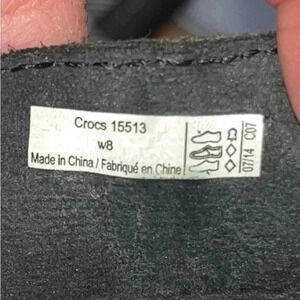 Crocs 15513
w8
Made in China / Fabriqué en Chine
07/14 C07